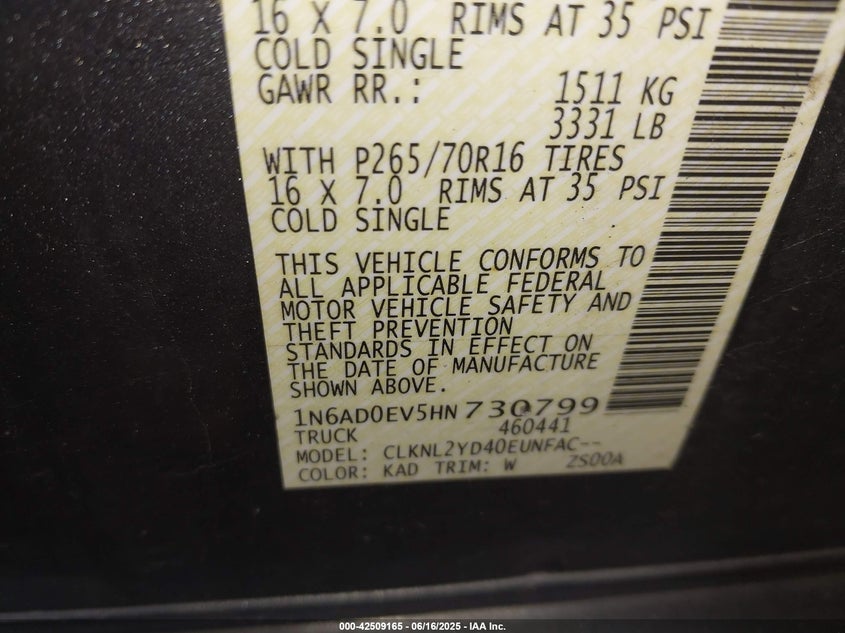 16 X 7.0 RIMS AT 35 PSI
COLD SINGLE
GAWR RR.: 1511 KG
3331 LB
WITH P265/70R16 TIRES
16 X 7.0 RIMS AT 35 PSI
COLD SINGLE
THIS VEHICLE CONFORMS TO
ALL APPLICABLE FEDERAL
MOTOR VEHICLE SAFETY AND
THEFT PREVENTION
STANDARDS IN EFFECT ON
THE DATE OF MANUFACTURE
SHOWN ABOVE.
1N6AD0EV5HN730799
TRUCK 460441
MODEL: CLKNL2YD40EUNFAC--
COLOR: KAD TRIM: W ZS00A
000-42509165 - 06/16/2025 - IAA Inc.